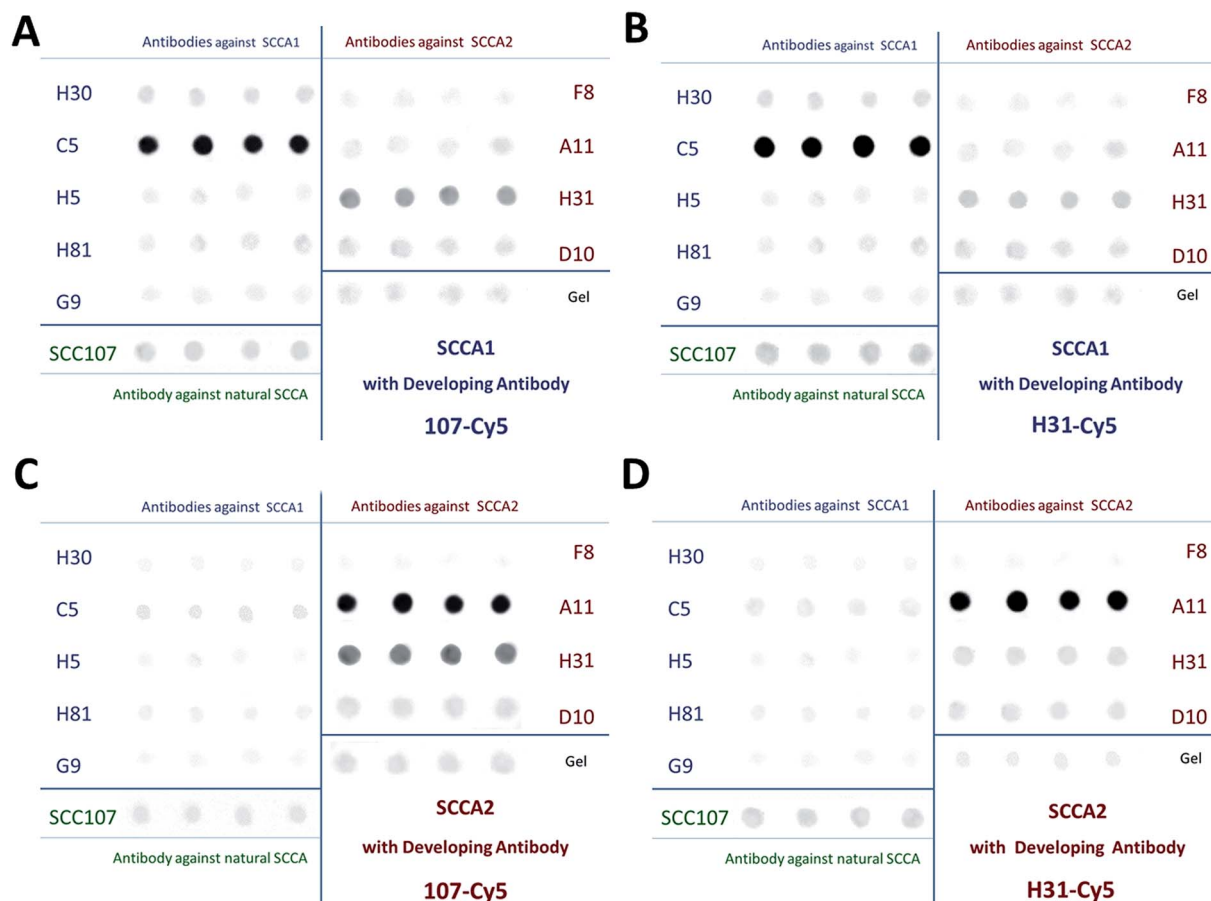 A
Antibodies against SCCA1
Antibodies against SCCA2
H30
F8
C5
A11
H5
H31
H81
D10
G9
Gel
SCC107
SCCA1
Antibody against natural SCCA
with Developing Antibody
107-Cy5
B
Antibodies against SCCA1
Antibodies against SCCA2
H30
F8
C5
A11
H5
H31
H81
D10
G9
Gel
SCC107
SCCA1
Antibody against natural SCCA
with Developing Antibody
H31-Cy5
C
Antibodies against SCCA1
Antibodies against SCCA2
H30
F8
C5
A11
H5
H31
H81
D10
G9
Gel
SCC107
SCCA2
Antibody against natural SCCA
with Developing Antibody
107-Cy5
D
Antibodies against SCCA1
Antibodies against SCCA2
H30
F8
C5
A11
H5
H31
H81
D10
G9
Gel
SCC107
SCCA2
Antibody against natural SCCA
with Developing Antibody
H31-Cy5